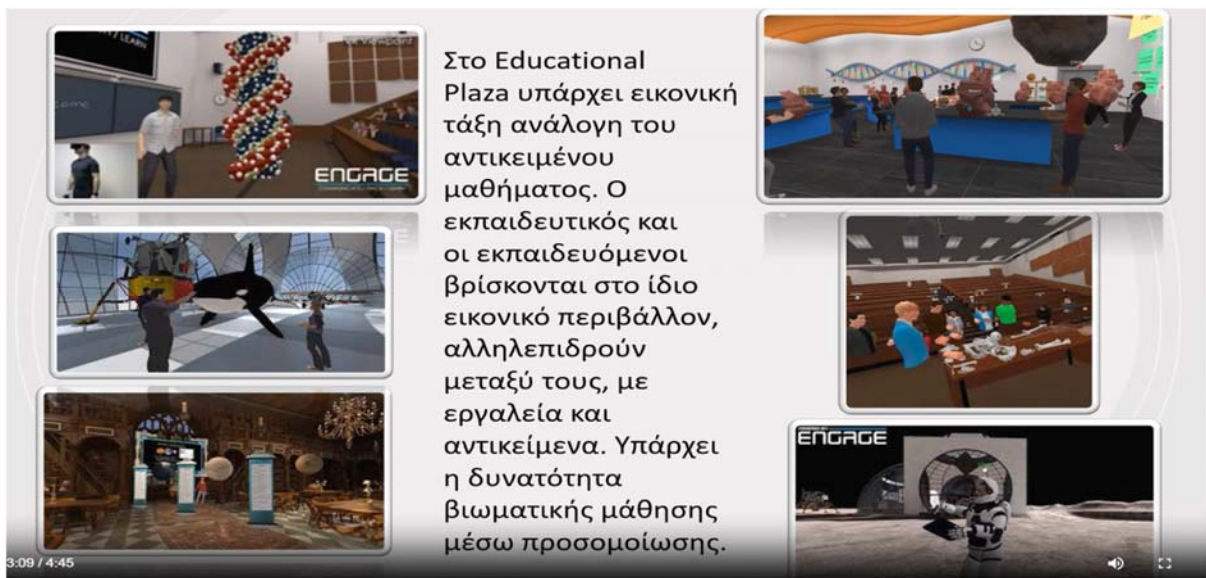 / LEARN
ENGAGE
Στο Educational
Plaza υπάρχει εικονική
τάξη ανάλογη του
αντικειμένου
μαθήματος. Ο
εκπαιδευτικός και
οι εκπαιδευόμενοι
βρίσκονται στο ίδιο
εικονικό περιβάλλον,
αλληλεπιδρούν
μεταξύ τους, με
εργαλεία και
αντικείμενα. Υπάρχει
η δυνατότητα
βιωματικής μάθησης
μέσω προσομοίωσης.
ENGAGE
3:09 / 4:45